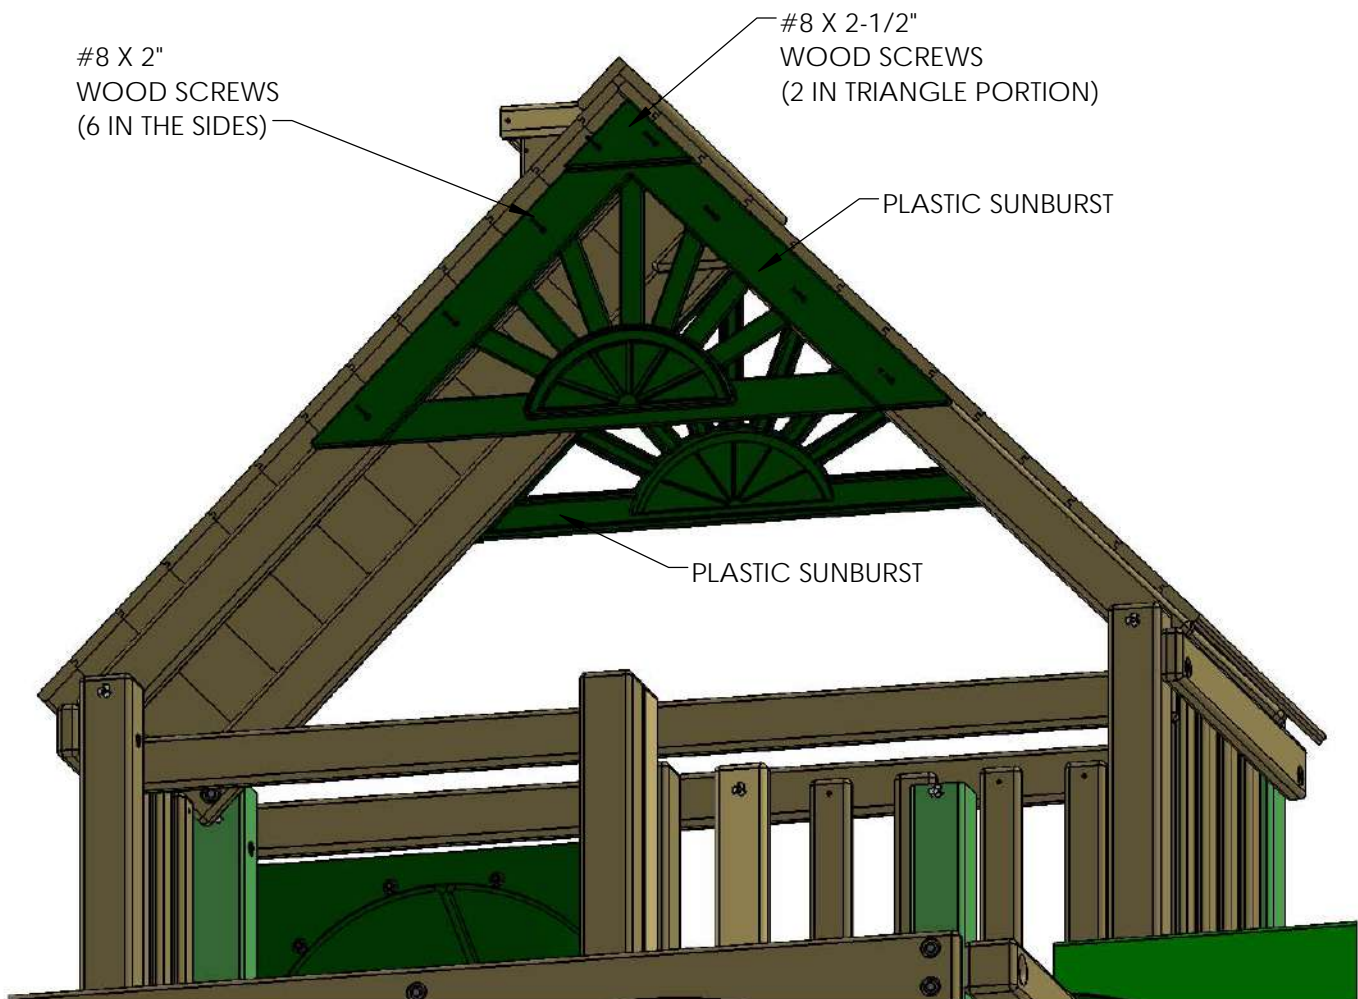 #8 X 2"
WOOD SCREWS
(6 IN THE SIDES)
#8 X 2-1/2"
WOOD SCREWS
(2 IN TRIANGLE PORTION)
PLASTIC SUNBURST
PLASTIC SUNBURST